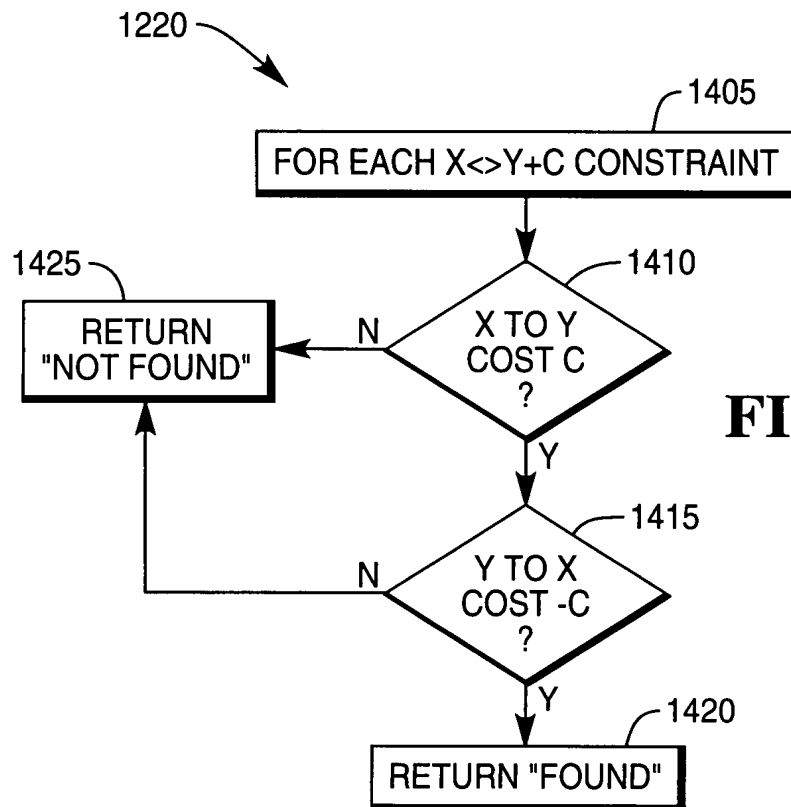 1220
1405
FOR EACH X<>Y+C CONSTRAINT
1425
1410
RETURN
"NOT FOUND"
N
X TO Y
COST C
?
FI
Y
1415
N
Y TO X
COST -C
?
Y
1420
RETURN "FOUND"